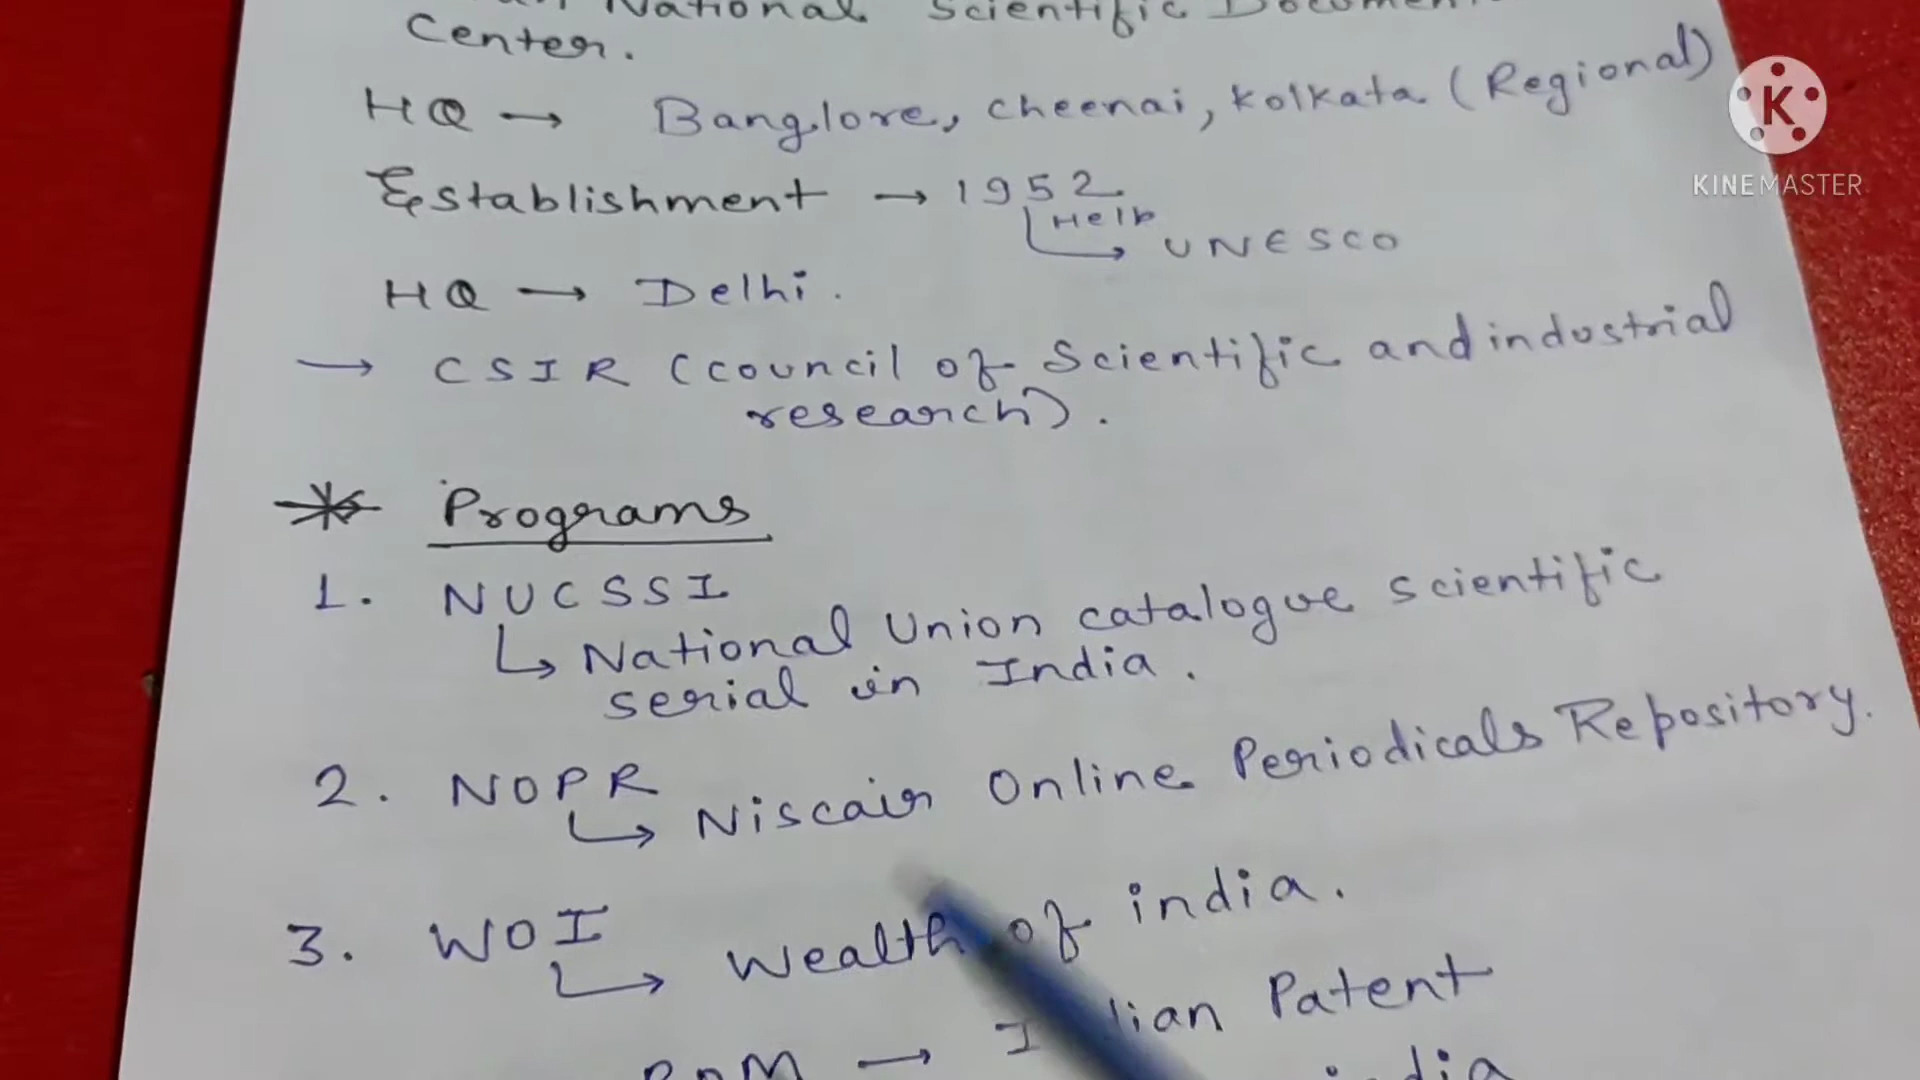 National Scientific
Center.
HQ → Banglore, cheenai, Kolkata (Regional)
Establishment → 1952
Help
UNESCO
HQ → Delhi.
→ CSIR (council of Scientific and industrial
research).
Programs
1. NUCSSI
National Union catalogue scientific
serial in India.
2. NOPR
Niscair Online Periodicals Repository.
3. WOI
Wealth of india.
→ Patent
K
KINEMASTER